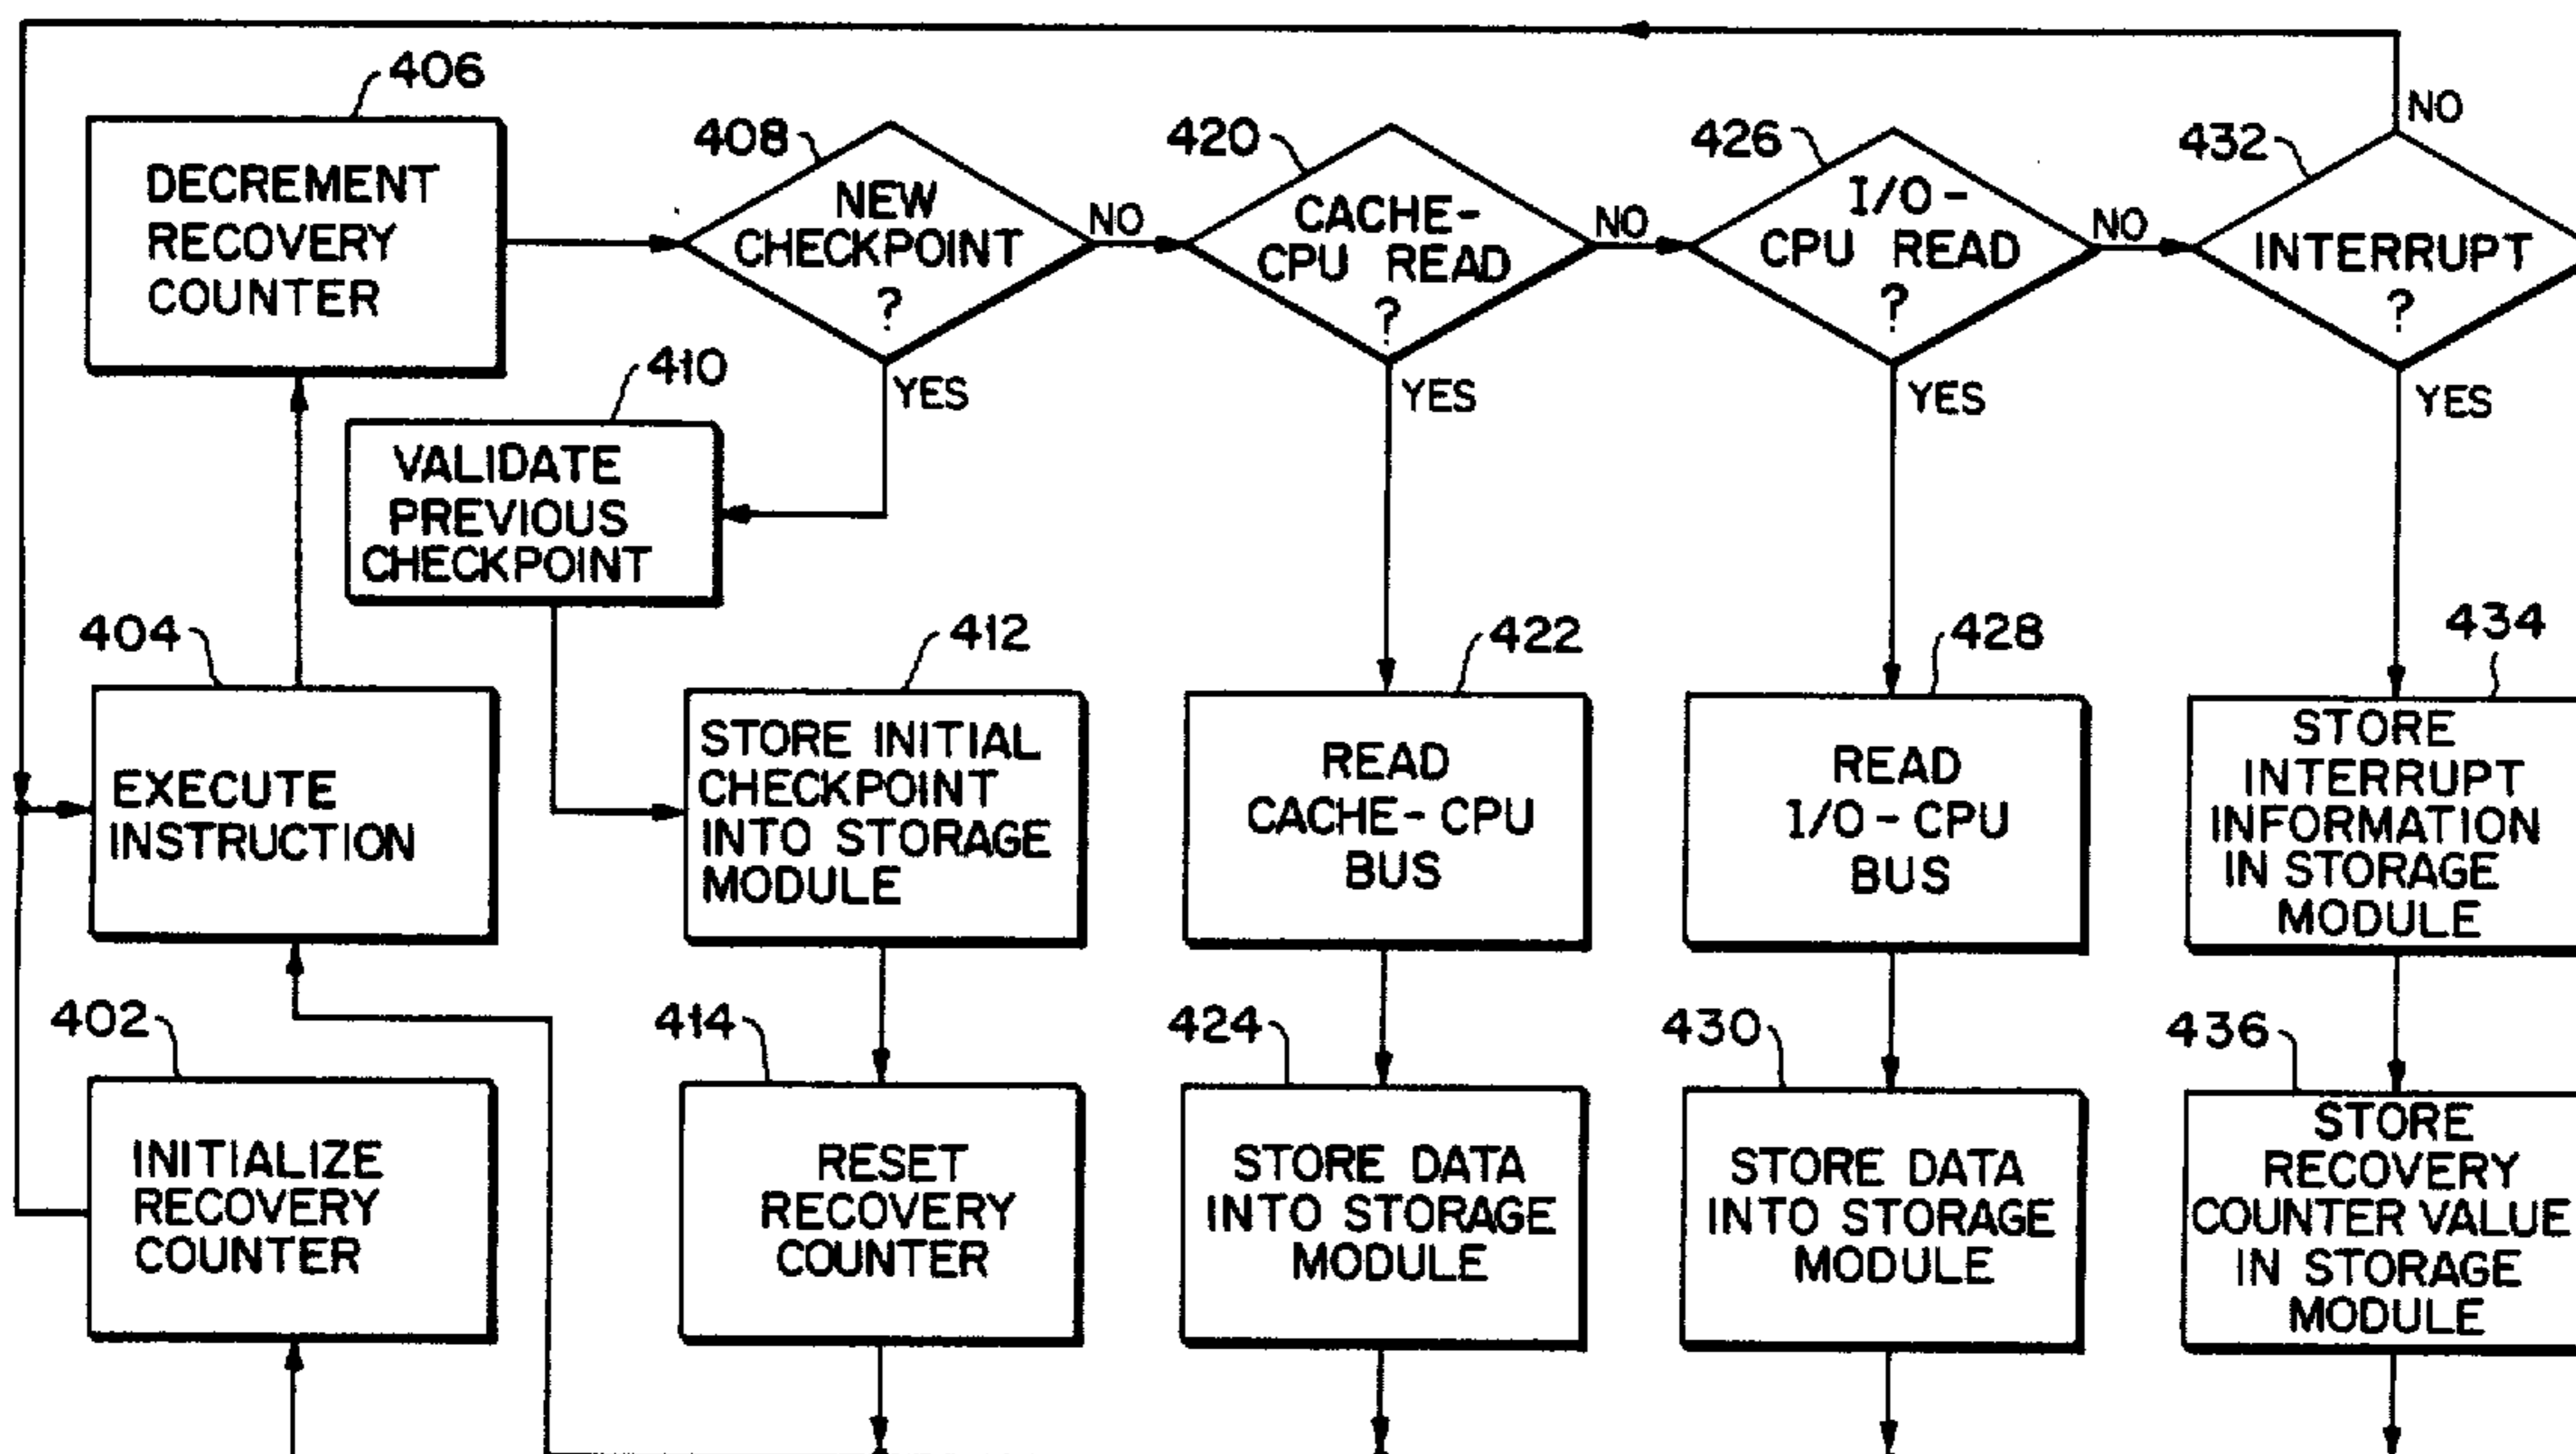 406
DECREMENT
RECOVERY
COUNTER
408
NEW
CHECKPOINT
?
NO
YES
420
CACHE-
CPU READ
?
NO
YES
426
I/O-
CPU READ
?
NO
YES
432
INTERRUPT
?
NO
YES
410
VALIDATE
PREVIOUS
CHECKPOINT
404
EXECUTE
INSTRUCTION
412
STORE INITIAL
CHECKPOINT
INTO STORAGE
MODULE
422
READ
CACHE-CPU
BUS
428
READ
I/O-CPU
BUS
434
STORE
INTERRUPT
INFORMATION
IN STORAGE
MODULE
402
INITIALIZE
RECOVERY
COUNTER
414
RESET
RECOVERY
COUNTER
424
STORE DATA
INTO STORAGE
MODULE
430
STORE DATA
INTO STORAGE
MODULE
436
STORE
RECOVERY
COUNTER VALUE
IN STORAGE
MODULE